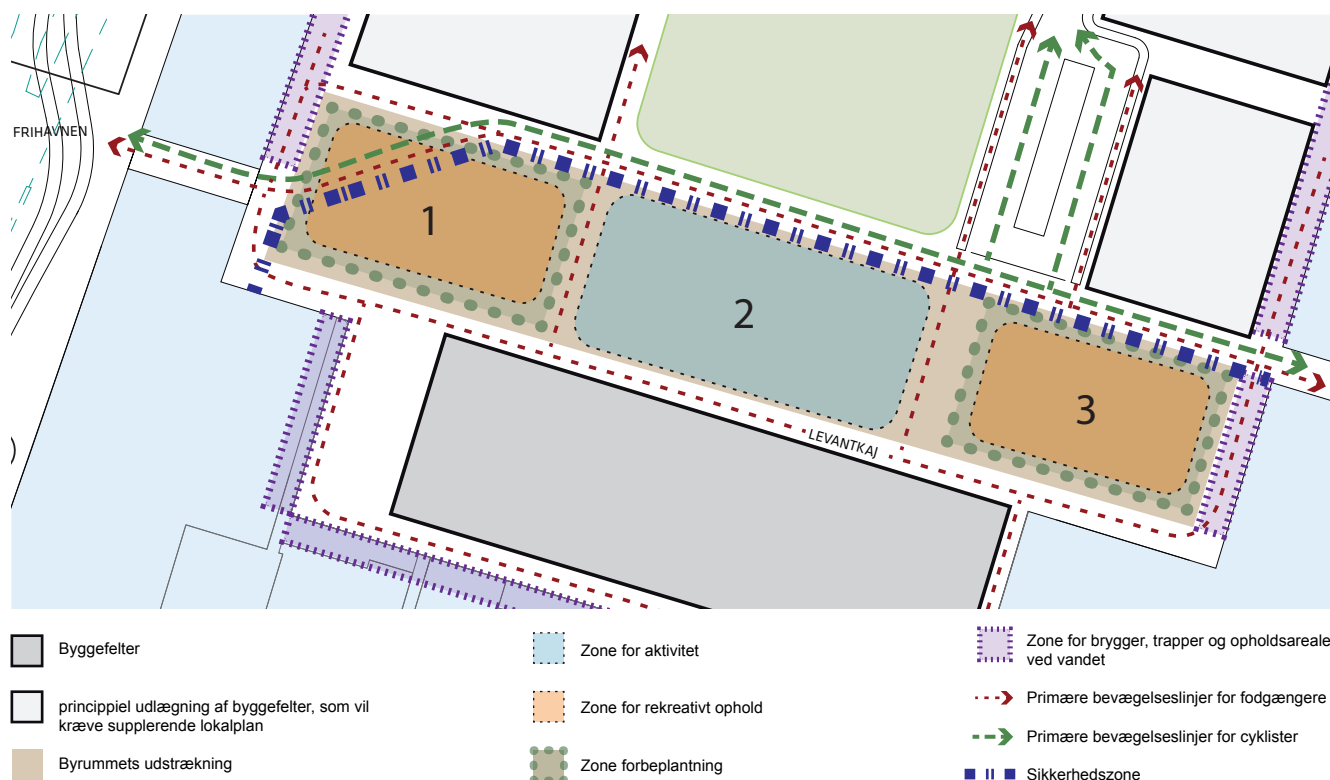 FRIHAVNEN
1
2
3
LEVANTKAJ
)
Byggefelter
princippiel udlægning af byggefelter, som vil
kræve supplerende lokalplan
Byrummets udstrækning
Zone for aktivitet
Zone for rekreativt ophold
Zone forbeplantning
Zone for brygger, trapper og opholdsareale
ved vandet
Primære bevægelseslinjer for fodgængere
Primære bevægelseslinjer for cyklister
Sikkerhedszone